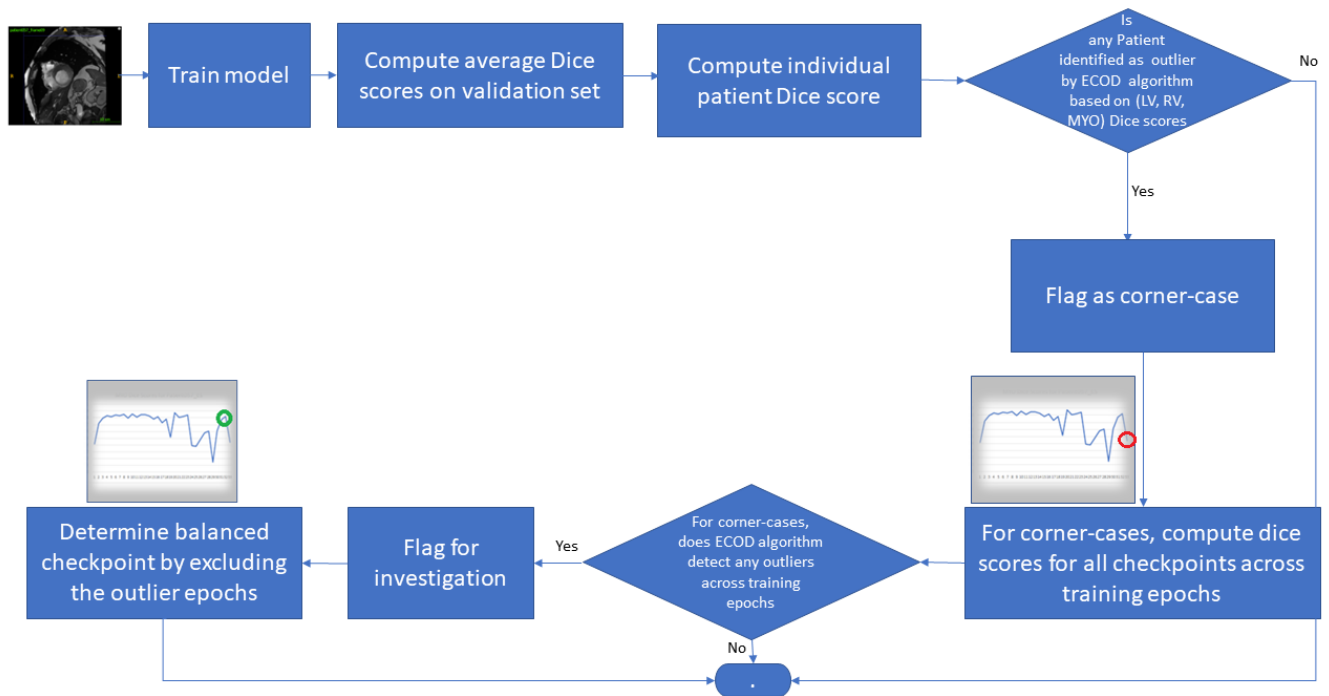 Train model
Compute average Dice
scores on validation set
Compute individual
patient Dice score
Is
any Patient
identified as outlier
by ECOD algorithm
based on (LV, RV,
MYO) Dice scores
No
Yes
Flag as corner-case
For corner-cases, compute dice
scores for all checkpoints across
training epochs
For corner-cases,
does ECOD algorithm
detect any outliers
across training
epochs
Yes
No
Flag for
investigation
Determine balanced
checkpoint by excluding
the outlier epochs
.